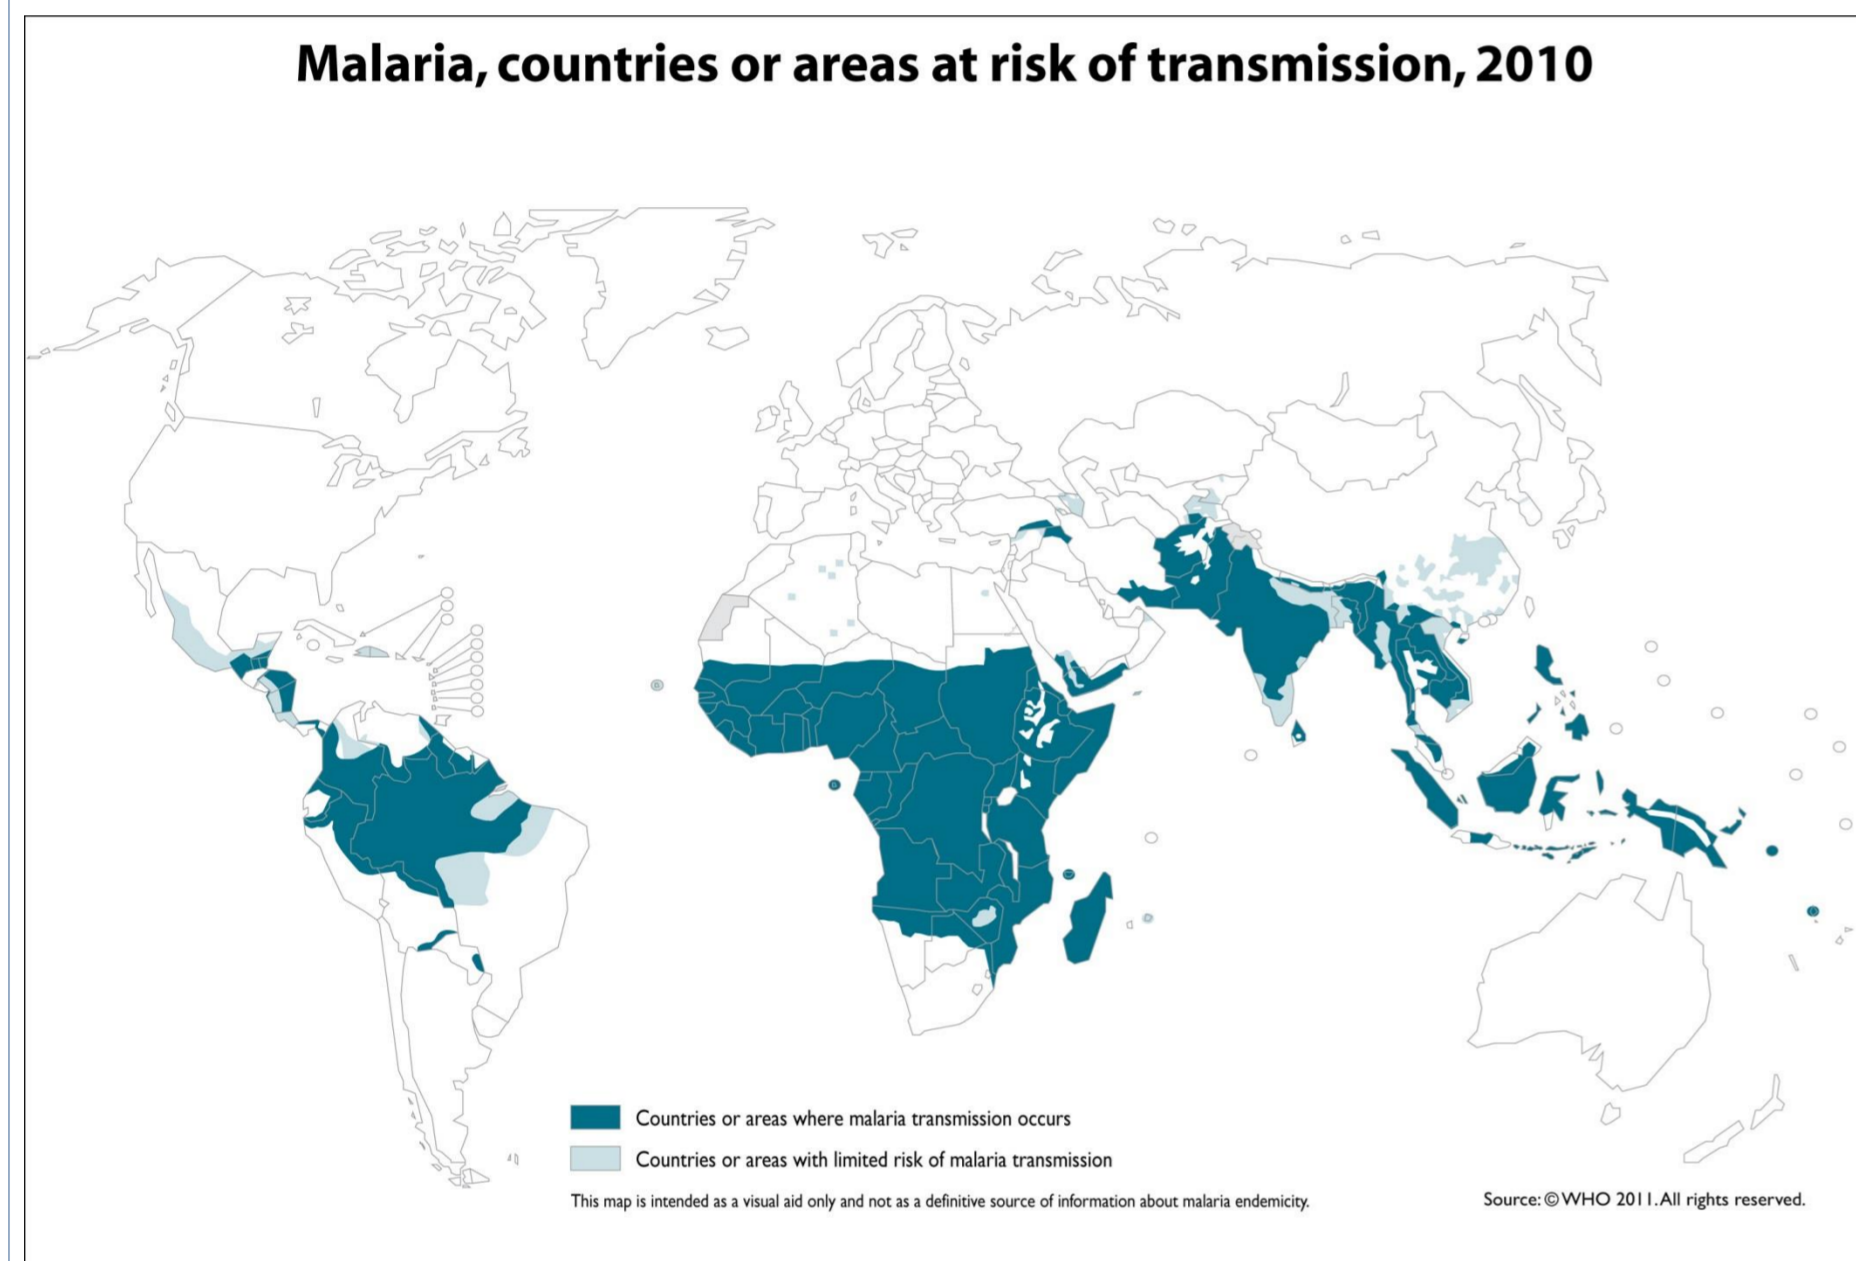 Malaria, countries or areas at risk of transmission, 2010
Countries or areas where malaria transmission occurs
Countries or areas with limited risk of malaria transmission
This map is intended as a visual aid only and not as a definitive source of information about malaria endemicity.
Source: © WHO 2011. All rights reserved.